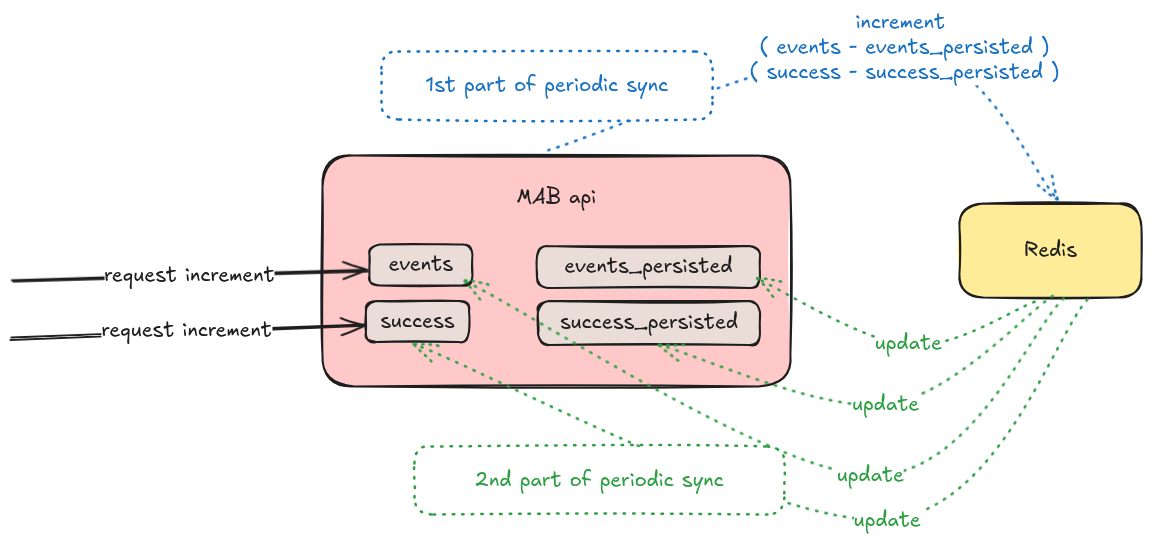 increment
( events - events_persisted )
( success - success_persisted )
1st part of periodic sync
MAB api
Redis
request increment
events
events_persisted
request increment
success
success_persisted
update
update
update
update
2nd part of periodic sync